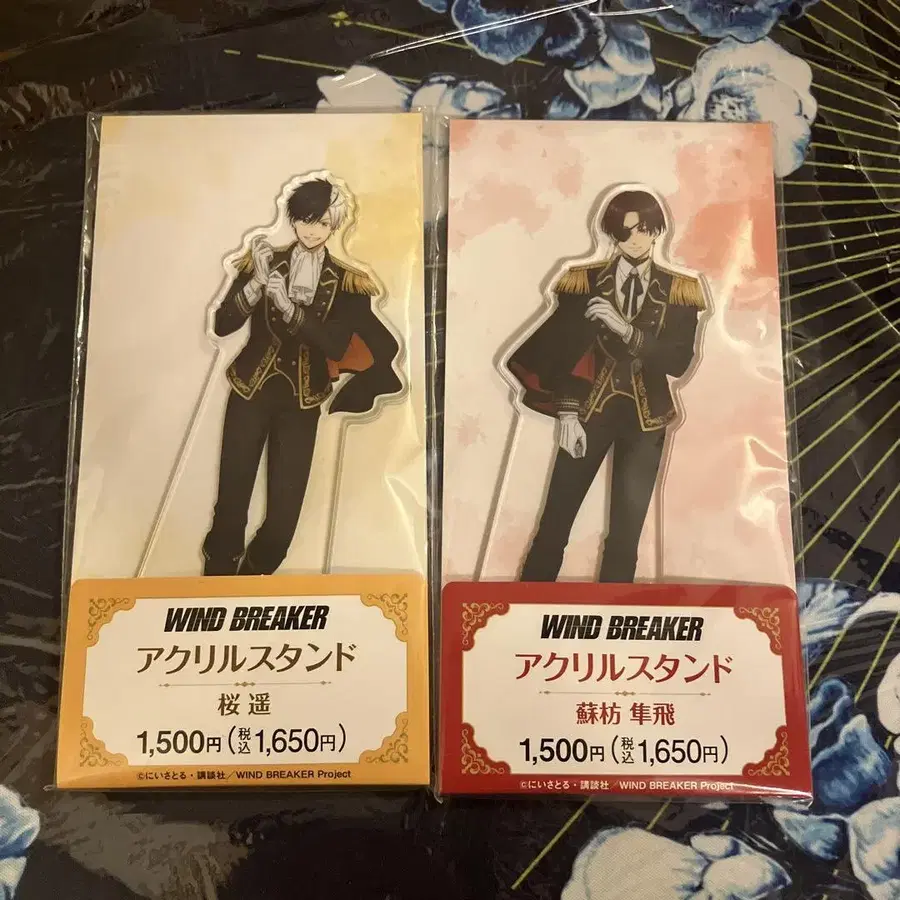 WIND BREAKER
アクリルスタンド
桜 遥
1,500円(税込1,650円)
©にいさとる・講談社/WIND BREAKER Project
WIND BREAKER
アクリルスタンド
蘇枋 隼飛
1,500円(税込1,650円)
©にいさとる・講談社/WIND BREAKER Project